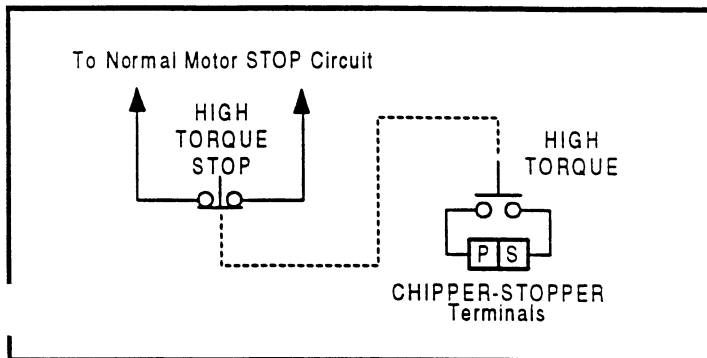 To Normal Motor STOP Circuit
HIGH
TORQUE
STOP
HIGH
TORQUE
P S
CHIPPER-STOPPER
Terminals